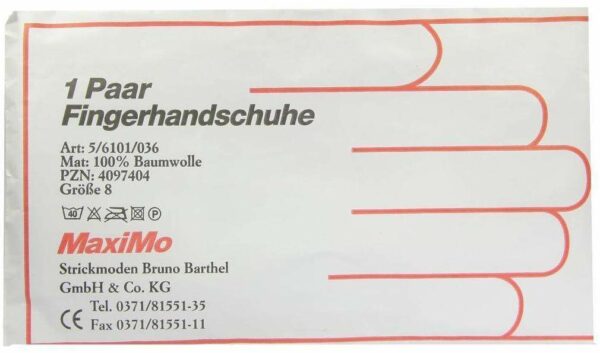 1 Paar
Fingerhandschuhe
Art: 5/6101/036
Mat: 100% Baumwolle
PZN: 4097404
Größe 8
40 P
MaxiMo
Strickmoden Bruno Barthel
GmbH & Co. KG
Tel. 0371/81551-35
CE Fax 0371/81551-11